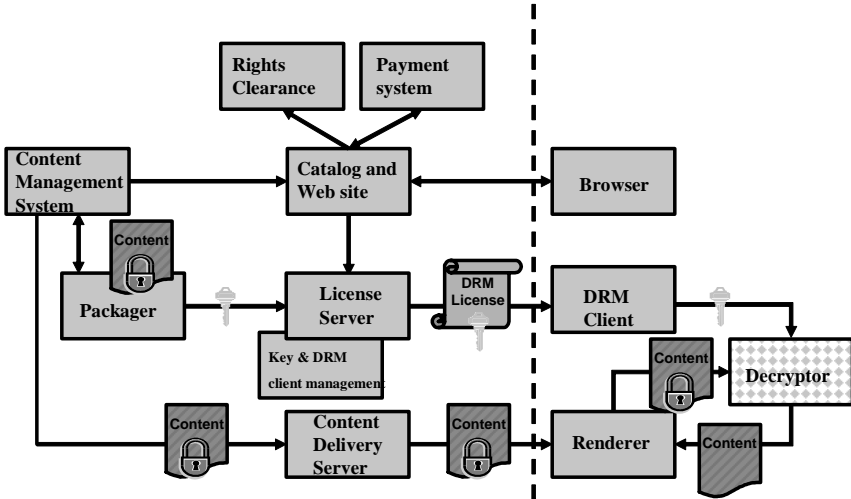 Rights
Clearance
Payment
system
Content
Management
System
Catalog and
Web site
Browser
Content
Packager
License
Server
DRM
License
DRM
Client
Key & DRM
client management
Content
Decryptor
Content
Content
Delivery
Server
Content
Renderer
Content